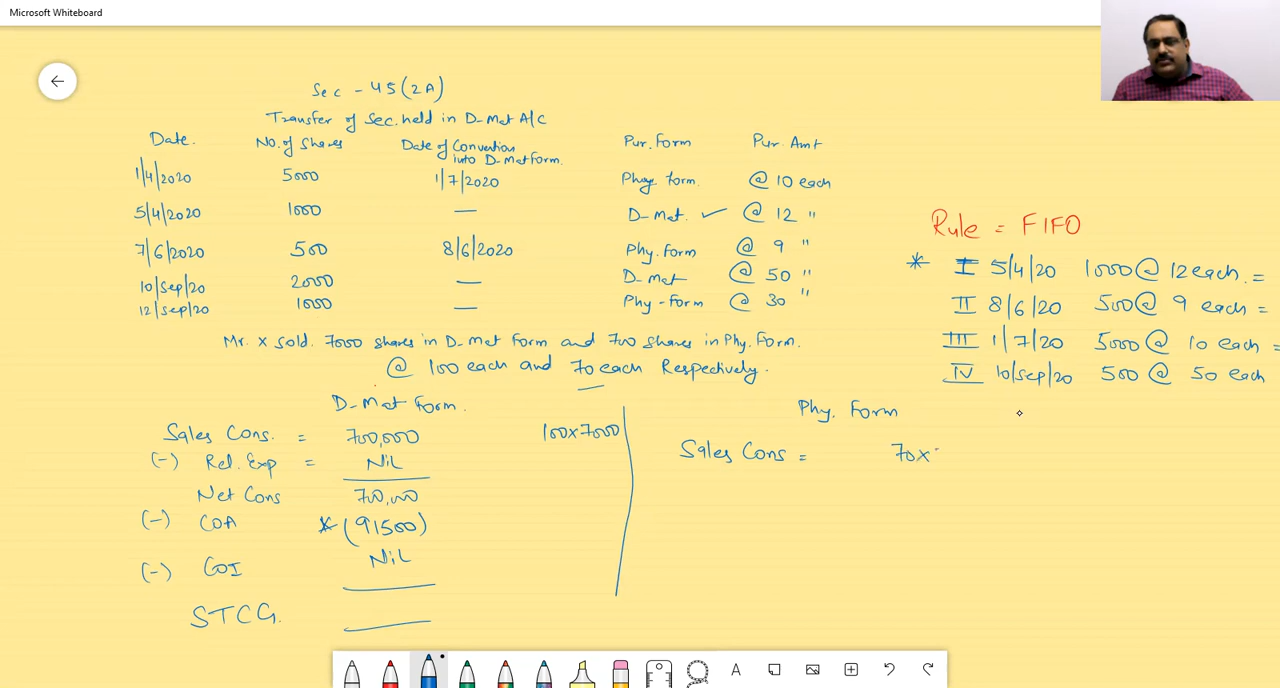 Microsoft Whiteboard
Sec - 45(2A)
Transfer of Sec. held in D-Mat A/C
Date. No. of Shares Date of Convertion into D-Mat Form. Pur. Form Pur. Amt
1/4/2020 5000 1/7/2020 Phy. form. @ 10 each
5/4/2020 1000 — D-Mat. ✓ @ 12 "
7/6/2020 500 8/6/2020 Phy. Form @ 9 "
10/Sep/20 2000 — D-Mat @ 50 "
12/Sep/20 1000 — Phy-Form @ 30 "
Mr. X sold. 7000 shares in D-Mat Form and 700 shares in Phy. Form.
@ 100 each and 70 each Respectively.
Rule = FIFO
* I 5/4/20 1000 @ 12 each. =
II 8/6/20 500 @ 9 each =
III 1/7/20 5000 @ 10 each =
IV 10/Sep/20 500 @ 50 each
D-Mat Form.
Sales Cons. = 700,000 100x7000
(-) Rel. Exp = NiL
Net Cons 700,000
(-) COA * (91500)
(-) COI NiL
STCG.
Phy. Form
Sales Cons = 70x
A